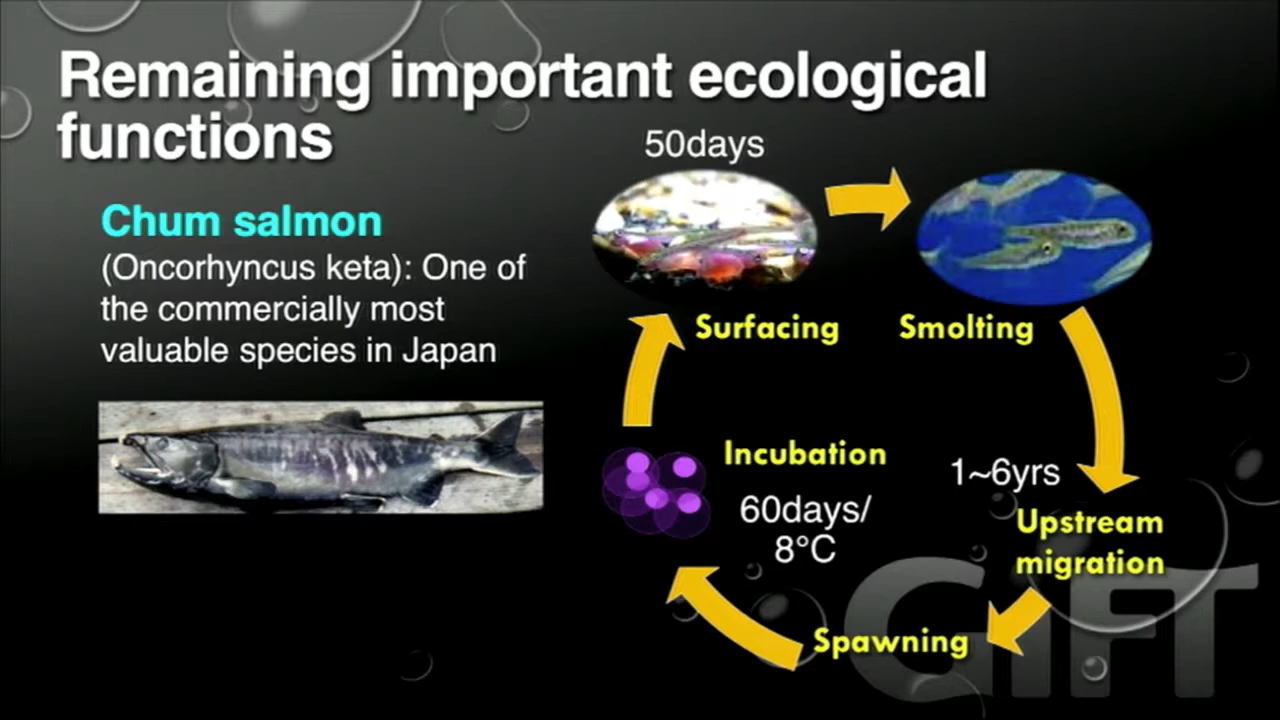 Remaining important ecological
functions
Chum salmon
(Oncorhyncus keta): One of
the commercially most
valuable species in Japan
50days
Surfacing
Smolting
Incubation
60days/
8°C
1~6yrs
Upstream
migration
Spawning
GiFT